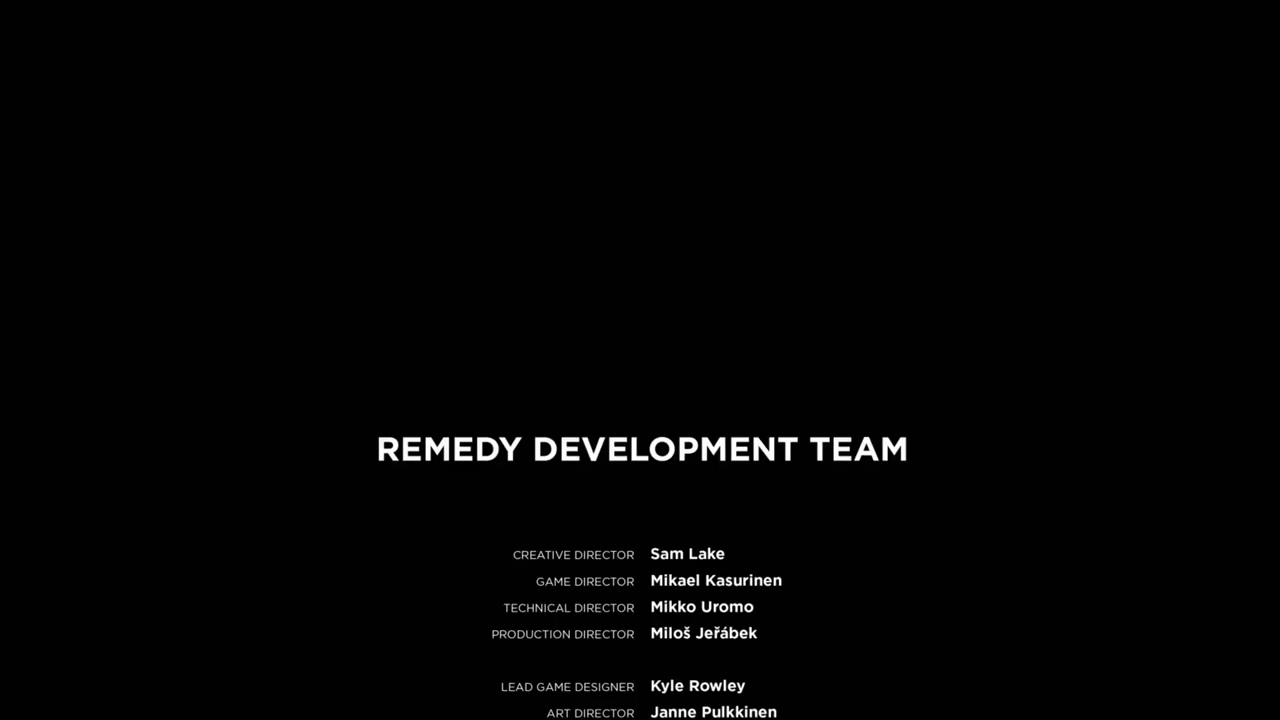 REMEDY DEVELOPMENT TEAM
CREATIVE DIRECTOR Sam Lake
GAME DIRECTOR Mikael Kasurinen
TECHNICAL DIRECTOR Mikko Uromo
PRODUCTION DIRECTOR Miloš Jeřábek
LEAD GAME DESIGNER Kyle Rowley
ART DIRECTOR Janne Pulkkinen